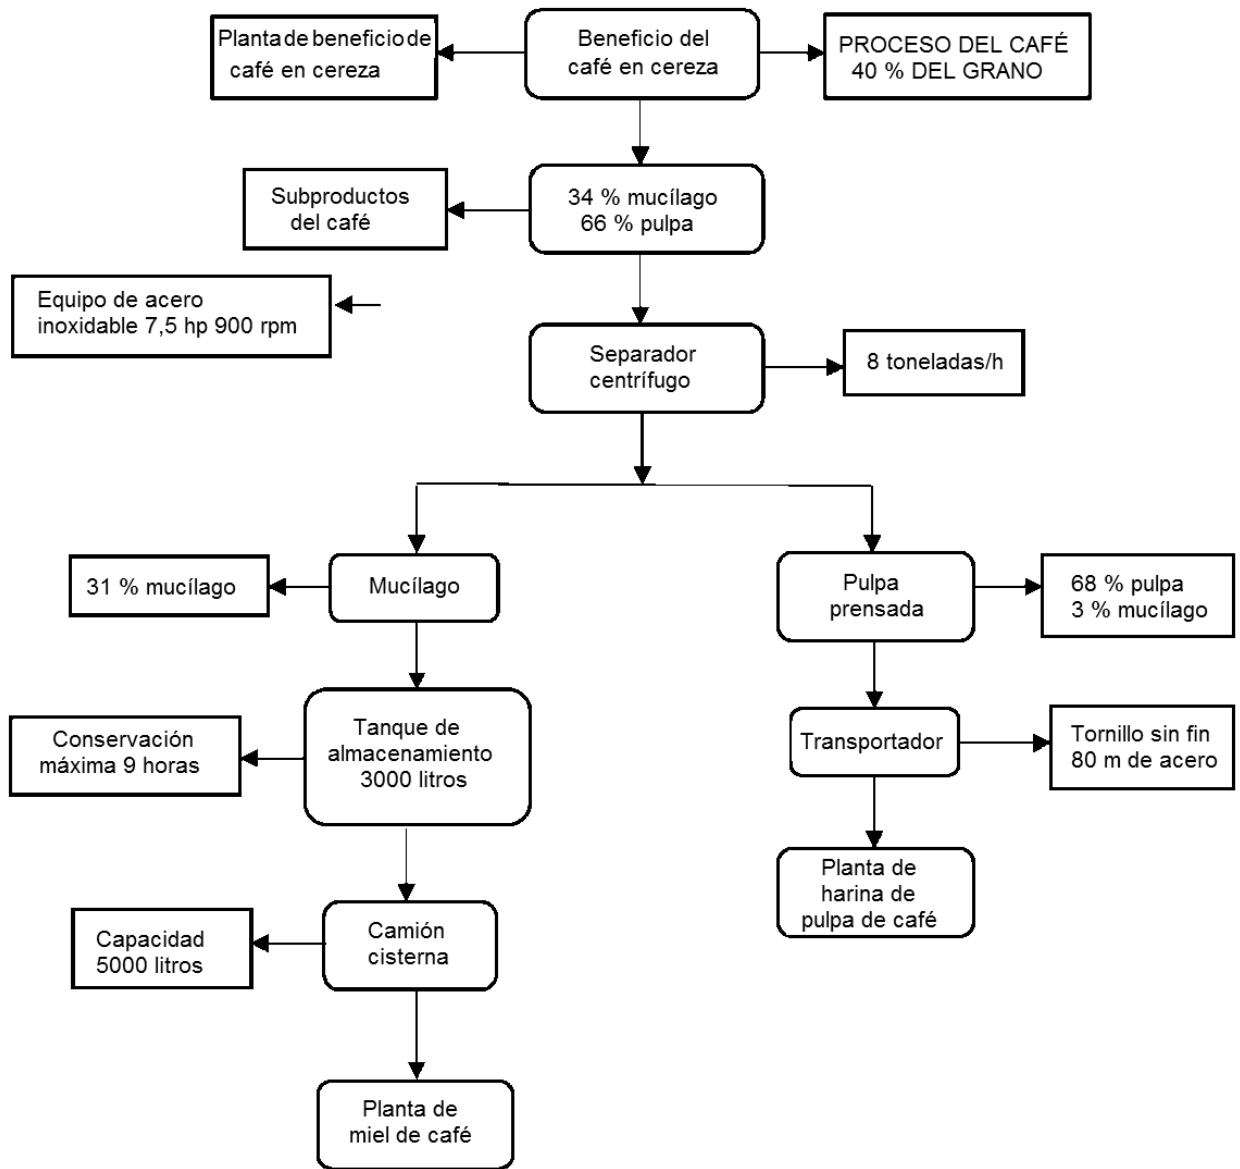 Planta de beneficio de
café en cereza
Beneficio del
café en cereza
PROCESO DEL CAFÉ
40 % DEL GRANO
Subproductos
del café
34 % mucílago
66 % pulpa
Equipo de acero
inoxidable 7,5 hp 900 rpm
Separador
centrífugo
8 toneladas/h
31 % mucílago
Mucílago
Pulpa
prensada
68 % pulpa
3 % mucílago
Conservación
máxima 9 horas
Tanque de
almacenamiento
3000 litros
Transportador
Tornillo sin fin
80 m de acero
Planta de
harina de
pulpa de café
Capacidad
5000 litros
Camión
cisterna
Planta de
miel de café